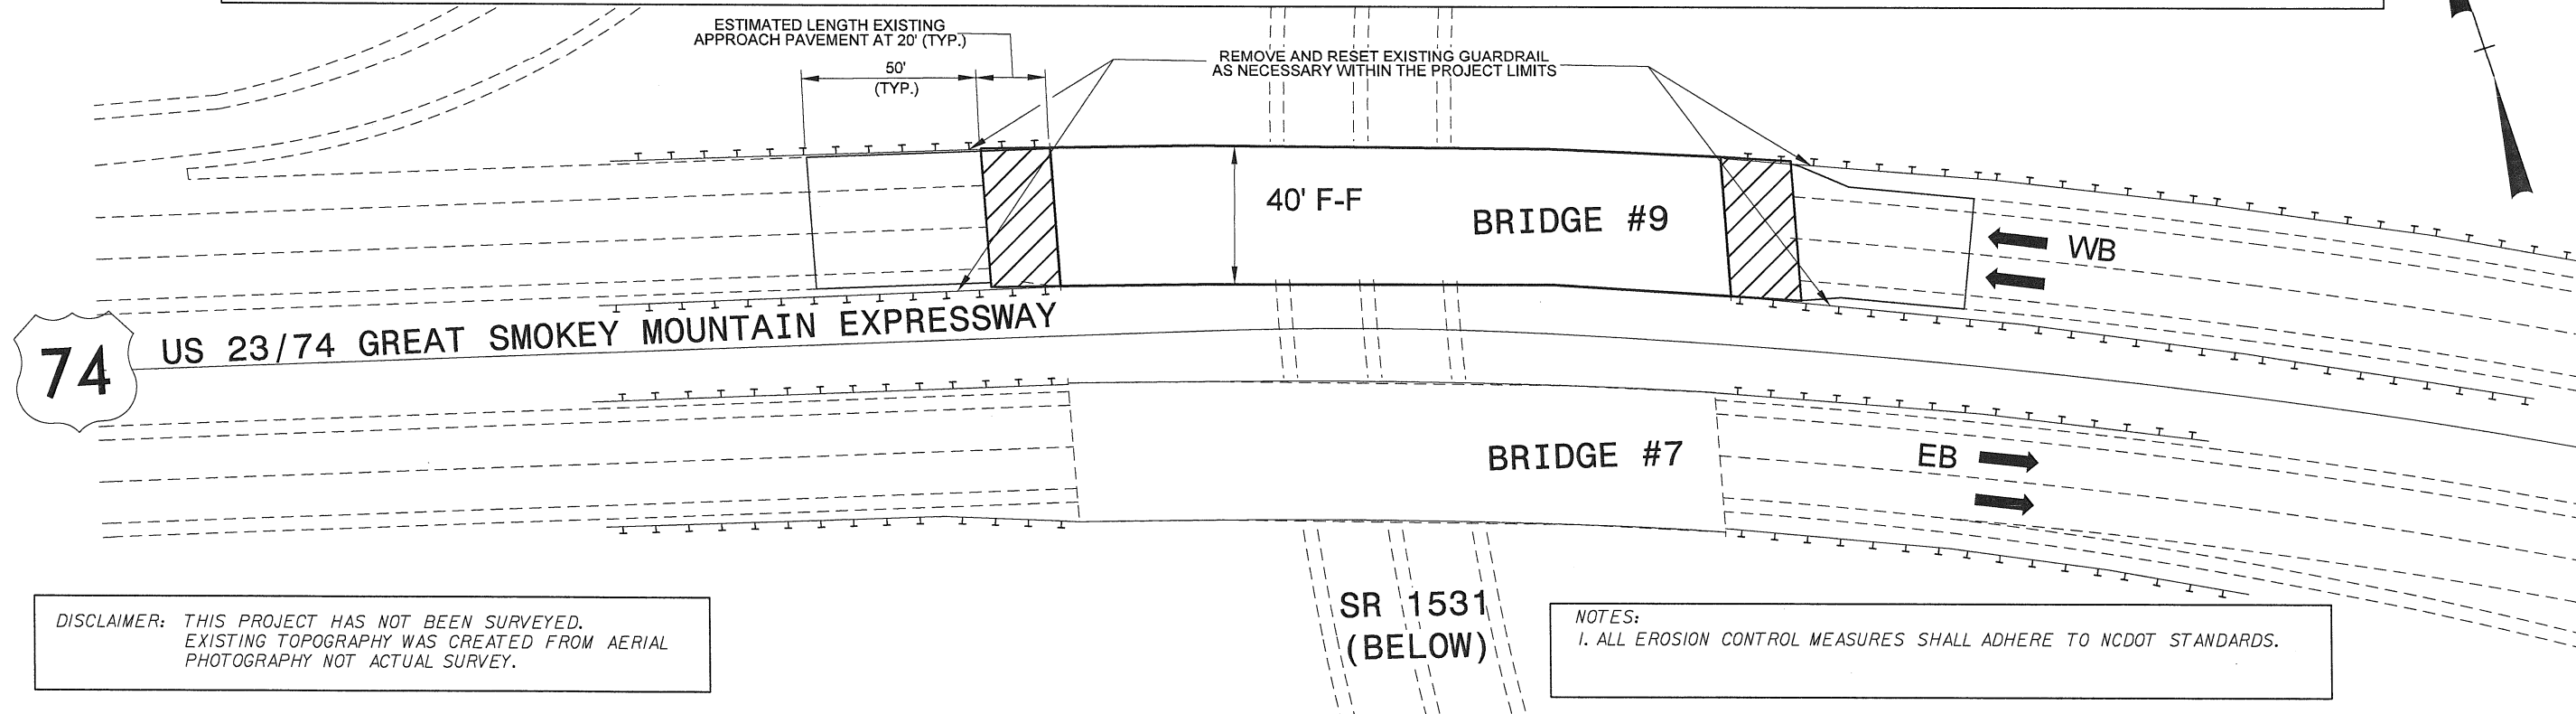 ESTIMATED LENGTH EXISTING
APPROACH PAVEMENT AT 20' (TYP.)
50'
(TYP.)
REMOVE AND RESET EXISTING GUARDRAIL
AS NECESSARY WITHIN THE PROJECT LIMITS
40' F-F
BRIDGE #9
WB
US 23/74 GREAT SMOKEY MOUNTAIN EXPRESSWAY
74
BRIDGE #7
EB
SR 1531
(BELOW)
DISCLAIMER: THIS PROJECT HAS NOT BEEN SURVEYED.
EXISTING TOPOGRAPHY WAS CREATED FROM AERIAL
PHOTOGRAPHY NOT ACTUAL SURVEY.
NOTES:
1. ALL EROSION CONTROL MEASURES SHALL ADHERE TO NCDOT STANDARDS.